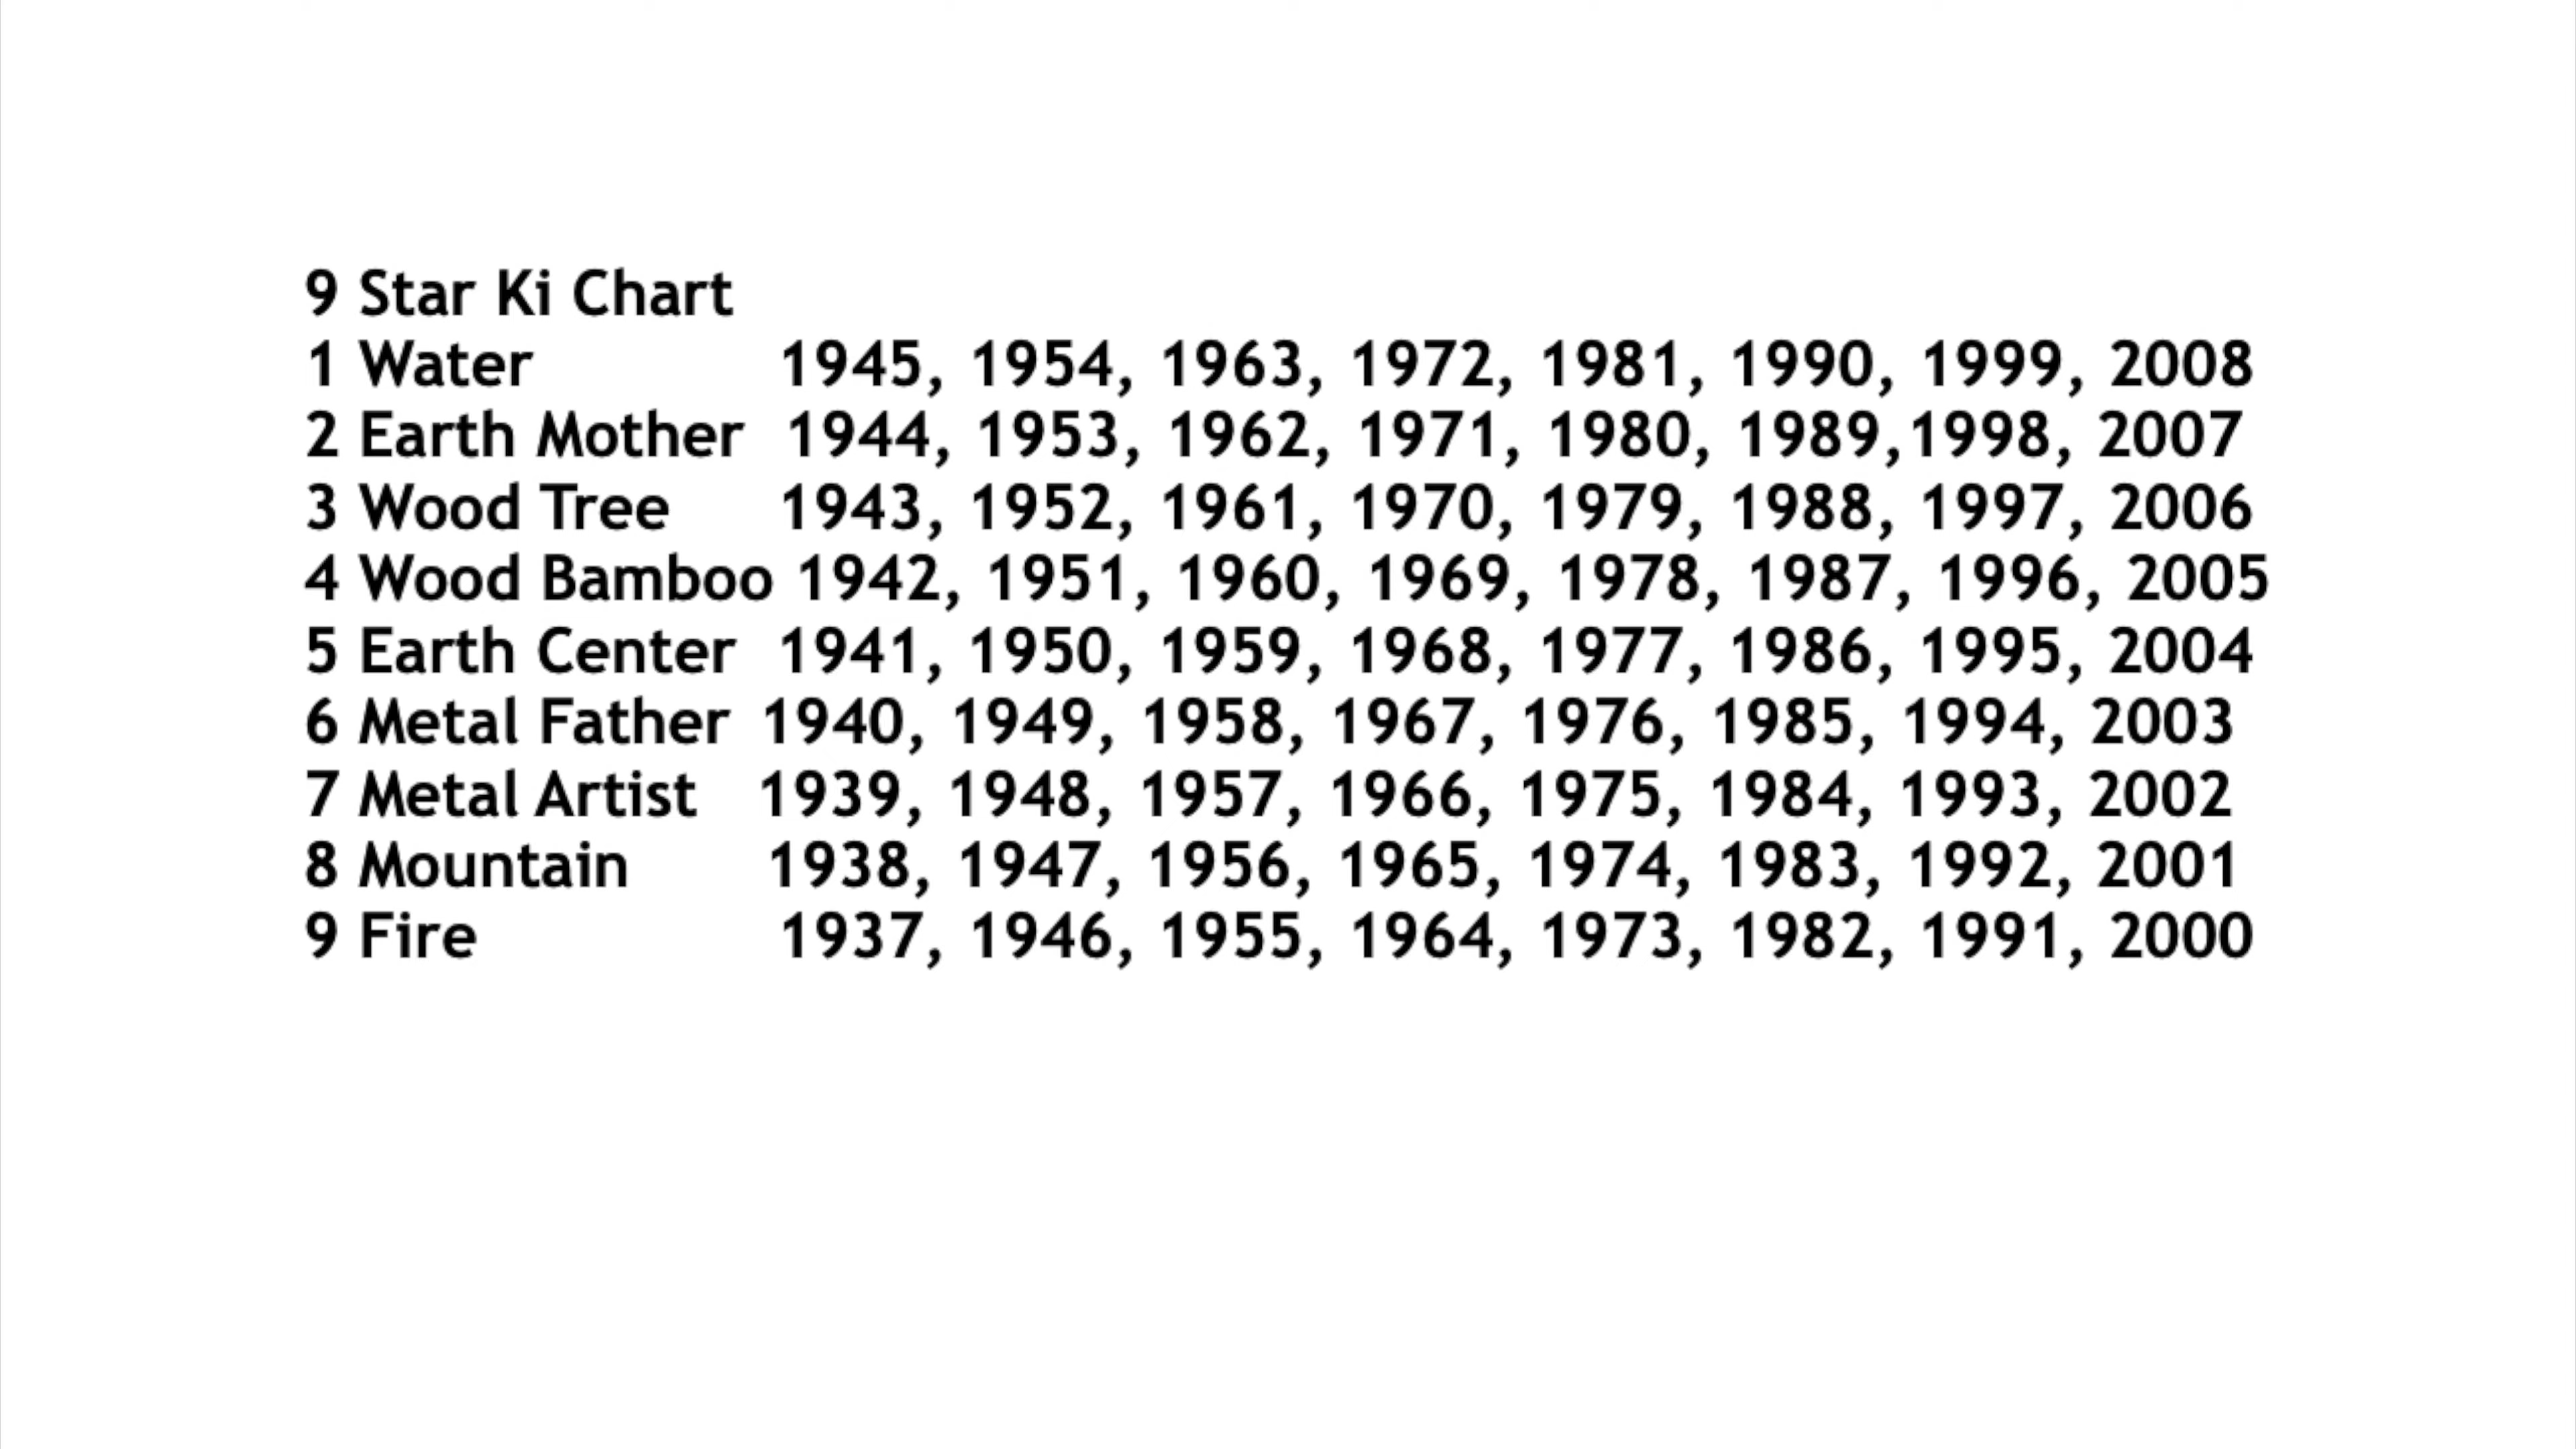 9 Star Ki Chart
1 Water 1945, 1954, 1963, 1972, 1981, 1990, 1999, 2008
2 Earth Mother 1944, 1953, 1962, 1971, 1980, 1989,1998, 2007
3 Wood Tree 1943, 1952, 1961, 1970, 1979, 1988, 1997, 2006
4 Wood Bamboo 1942, 1951, 1960, 1969, 1978, 1987, 1996, 2005
5 Earth Center 1941, 1950, 1959, 1968, 1977, 1986, 1995, 2004
6 Metal Father 1940, 1949, 1958, 1967, 1976, 1985, 1994, 2003
7 Metal Artist 1939, 1948, 1957, 1966, 1975, 1984, 1993, 2002
8 Mountain 1938, 1947, 1956, 1965, 1974, 1983, 1992, 2001
9 Fire 1937, 1946, 1955, 1964, 1973, 1982, 1991, 2000